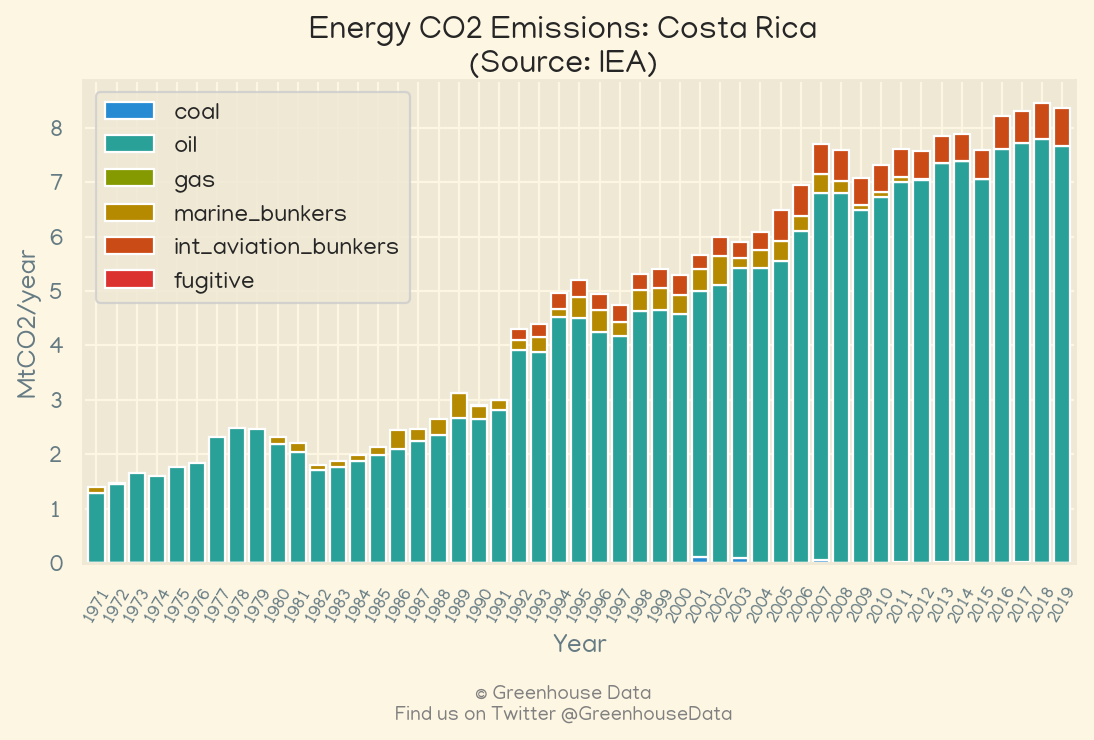 Energy CO2 Emissions: Costa Rica
(Source: IEA)
coal
oil
gas
marine_bunkers
int_aviation_bunkers
fugitive
MtCO2/year
8
7
6
5
4
3
2
1
0
1971 1972 1973 1974 1975 1976 1977 1978 1979 1980 1981 1982 1983 1984 1985 1986 1987 1988 1989 1990 1991 1992 1993 1994 1995 1996 1997 1998 1999 2000 2001 2002 2003 2004 2005 2006 2007 2008 2009 2010 2011 2012 2013 2014 2015 2016 2017 2018 2019
Year
© Greenhouse Data
Find us on Twitter @GreenhouseData